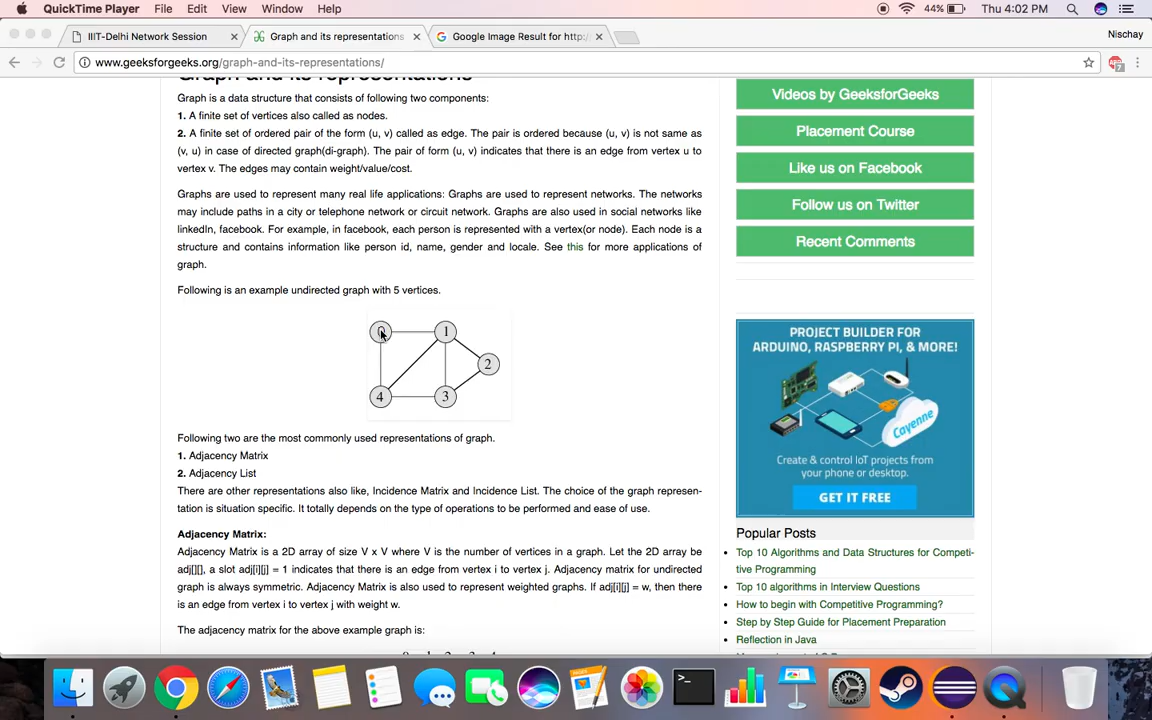 QuickTime Player File Edit View Window Help 44% Thu 4:02 PM
IIIT-Delhi Network Session Graph and its representations Google Image Result for http: Nischay
www.geeksforgeeks.org/graph-and-its-representations/
Graph and its representations
Graph is a data structure that consists of following two components:
1. A finite set of vertices also called as nodes.
2. A finite set of ordered pair of the form (u, v) called as edge. The pair is ordered because (u, v) is not same as
(v, u) in case of directed graph(di-graph). The pair of form (u, v) indicates that there is an edge from vertex u to
vertex v. The edges may contain weight/value/cost.
Graphs are used to represent many real life applications: Graphs are used to represent networks. The networks
may include paths in a city or telephone network or circuit network. Graphs are also used in social networks like
linkedIn, facebook. For example, in facebook, each person is represented with a vertex(or node). Each node is a
structure and contains information like person id, name, gender and locale. See this for more applications of
graph.
Following is an example undirected graph with 5 vertices.
0 1
2
4 3
Following two are the most commonly used representations of graph.
1. Adjacency Matrix
2. Adjacency List
There are other representations also like, Incidence Matrix and Incidence List. The choice of the graph represen-
tation is situation specific. It totally depends on the type of operations to be performed and ease of use.
Adjacency Matrix:
Adjacency Matrix is a 2D array of size V x V where V is the number of vertices in a graph. Let the 2D array be
adj[][], a slot adj[i][j] = 1 indicates that there is an edge from vertex i to vertex j. Adjacency matrix for undirected
graph is always symmetric. Adjacency Matrix is also used to represent weighted graphs. If adj[i][j] = w, then there
is an edge from vertex i to vertex j with weight w.
The adjacency matrix for the above example graph is:
Videos by GeeksforGeeks
Placement Course
Like us on Facebook
Follow us on Twitter
Recent Comments
PROJECT BUILDER FOR
ARDUINO, RASPBERRY PI, & MORE!
Cayenne
Create & control IoT projects from
your phone or desktop.
GET IT FREE
Popular Posts
Top 10 Algorithms and Data Structures for Competi-
tive Programming
Top 10 algorithms in Interview Questions
How to begin with Competitive Programming?
Step by Step Guide for Placement Preparation
Reflection in Java